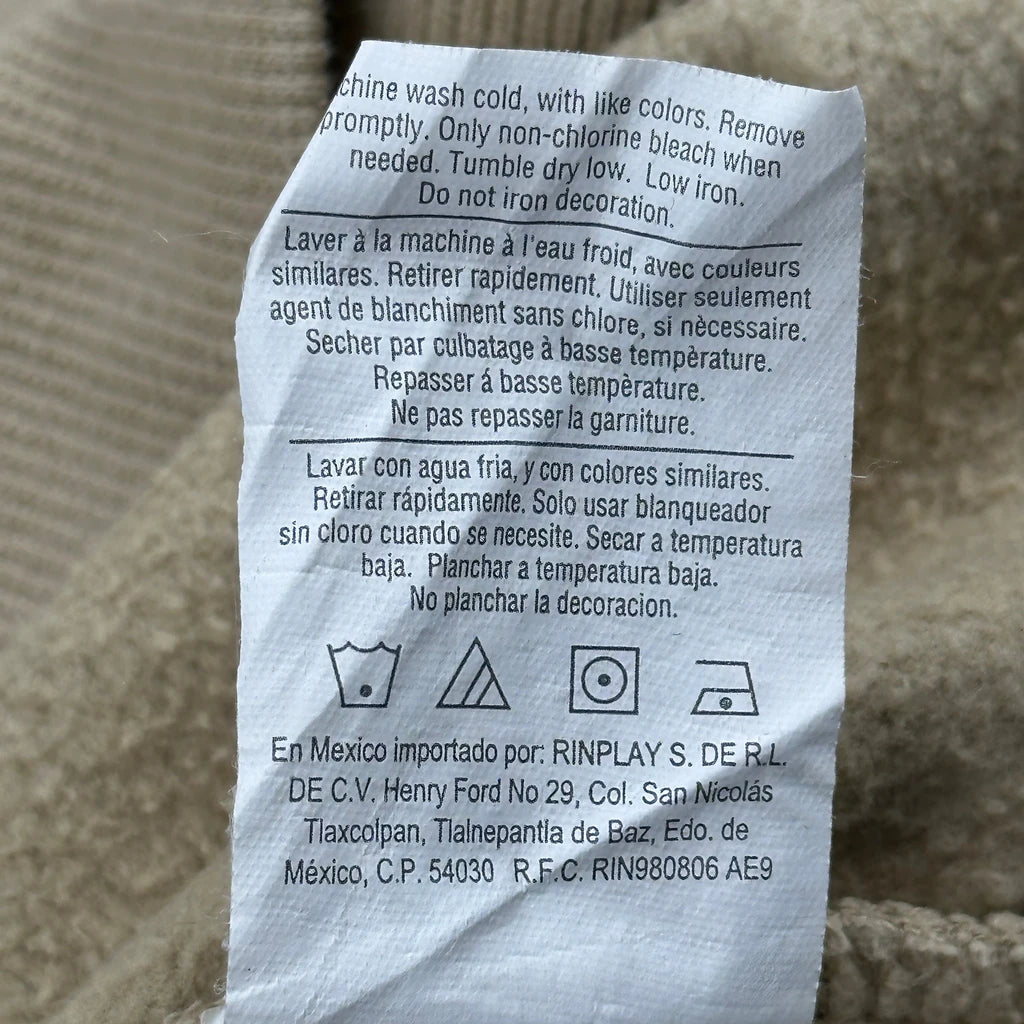 chine wash cold, with like colors. Remove
promptly. Only non-chlorine bleach when
needed. Tumble dry low. Low iron.
Do not iron decoration.
Laver à la machine à l'eau froid, avec couleurs
similares. Retirer rapidement. Utiliser seulement
agent de blanchiment sans chlore, si nècessaire.
Secher par culbatage à basse tempèrature.
Repasser á basse tempèrature.
Ne pas repasser la garniture.
Lavar con agua fria, y con colores similares.
Retirar rápidamente. Solo usar blanqueador
sin cloro cuando se necesite. Secar a temperatura
baja. Planchar a temperatura baja.
No planchar la decoracion.
En Mexico importado por: RINPLAY S. DE R.L.
DE C.V. Henry Ford No 29, Col. San Nicolás
Tlaxcolpan, Tlalnepantla de Baz, Edo. de
México, C.P. 54030 R.F.C. RIN980806 AE9